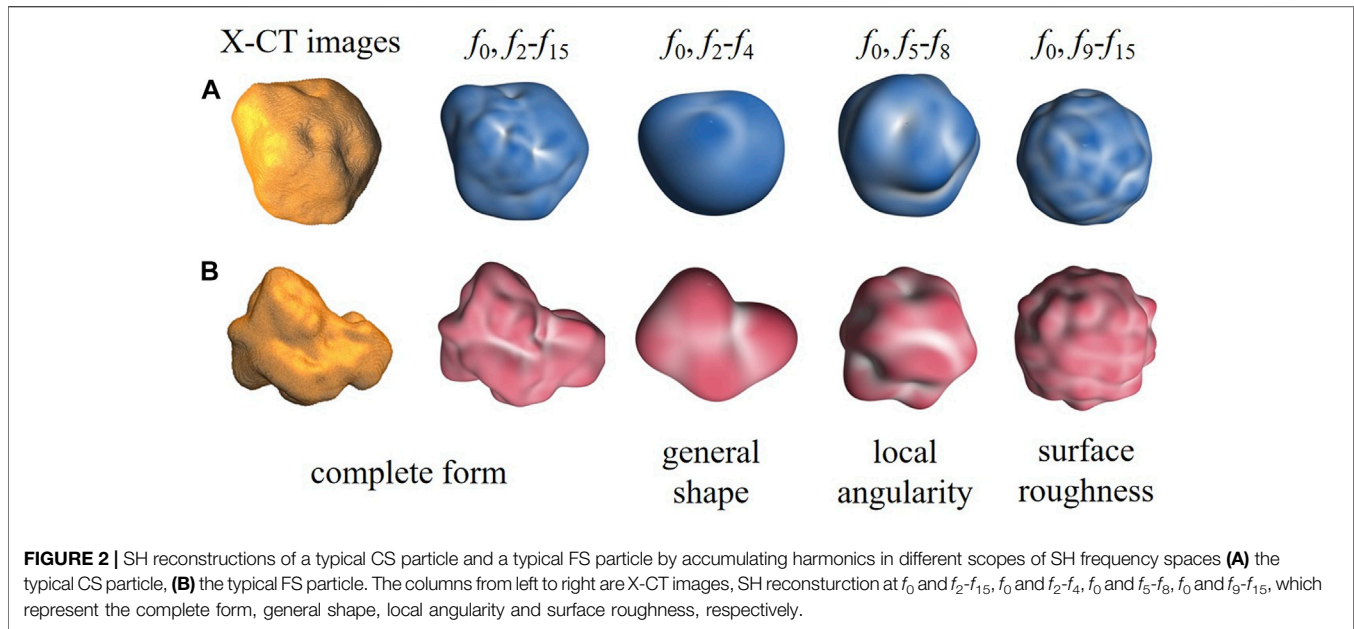 X-CT images f₀, f₂-f₁₅ f₀, f₂-f₄ f₀, f₅-f₈ f₀, f₉-f₁₅
A
B
complete form
general
shape
local
angularity
surface
roughness
FIGURE 2 | SH reconstructions of a typical CS particle and a typical FS particle by accumulating harmonics in different scopes of SH frequency spaces (A) the
typical CS particle, (B) the typical FS particle. The columns from left to right are X-CT images, SH reconsturction at f₀ and f₂-f₁₅, f₀ and f₂-f₄, f₀ and f₅-f₈, f₀ and f₉-f₁₅, which
represent the complete form, general shape, local angularity and surface roughness, respectively.